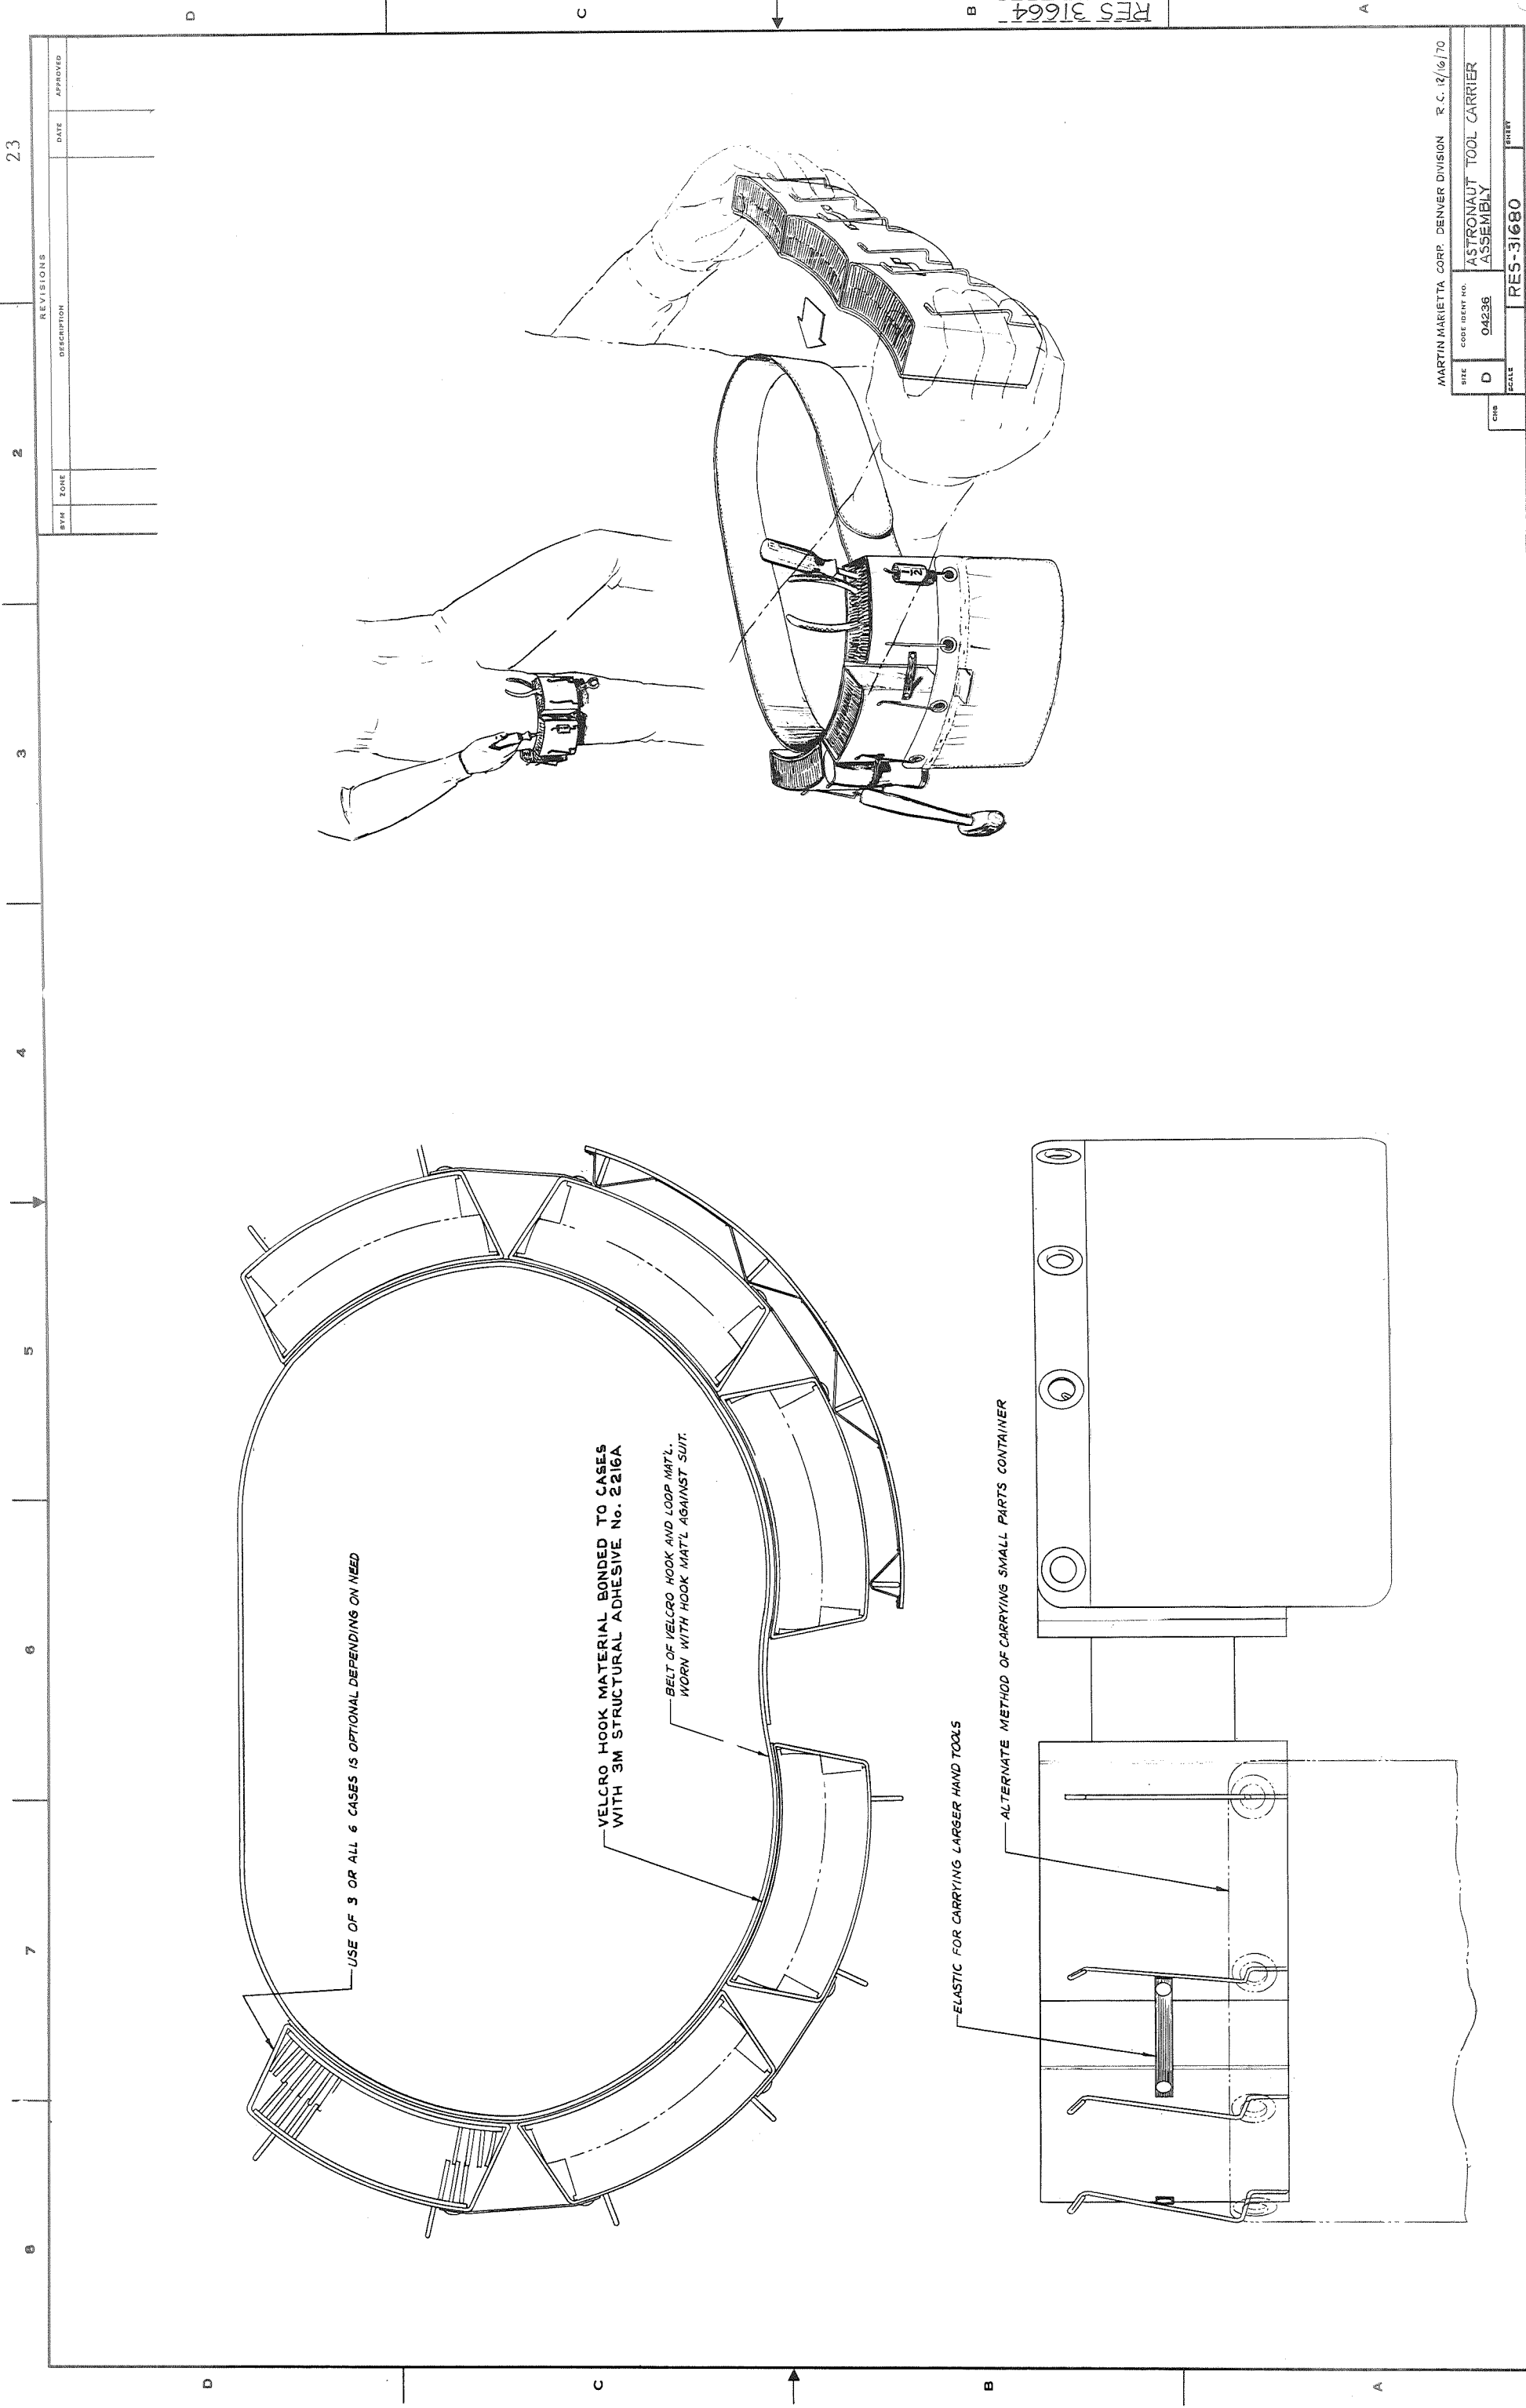 23
REVISIONS
SYM ZONE DESCRIPTION DATE APPROVED
8 7 6 5 4 3 2
D
C
B
A
D
C
B
A
RES 31664
USE OF 3 OR ALL 6 CASES IS OPTIONAL DEPENDING ON NEED
VELCRO HOOK MATERIAL BONDED TO CASES
WITH 3M STRUCTURAL ADHESIVE No. 2216A
BELT OF VELCRO HOOK AND LOOP MAT'L.
WORN WITH HOOK MAT'L AGAINST SUIT.
ELASTIC FOR CARRYING LARGER HAND TOOLS
ALTERNATE METHOD OF CARRYING SMALL PARTS CONTAINER
1/2
MARTIN MARIETTA CORP. DENVER DIVISION R.C. 12/16/70
SIZE
D
CODE IDENT NO.
04236
ASTRONAUT TOOL CARRIER
ASSEMBLY
CHB
SCALE
RES-31680
SHEET